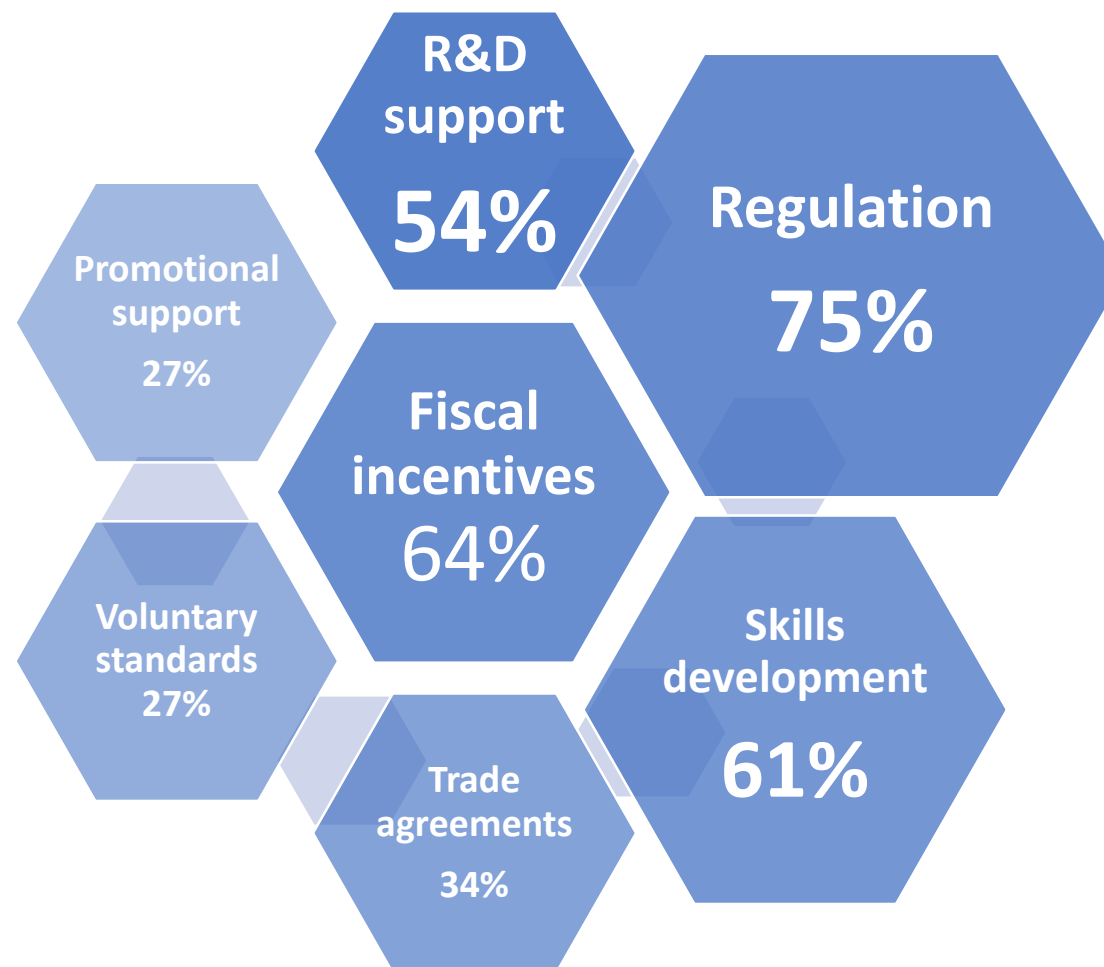 R&D
support
54%
Regulation
75%
Promotional
support
27%
Fiscal
incentives
64%
Skills
development
61%
Voluntary
standards
27%
Trade
agreements
34%